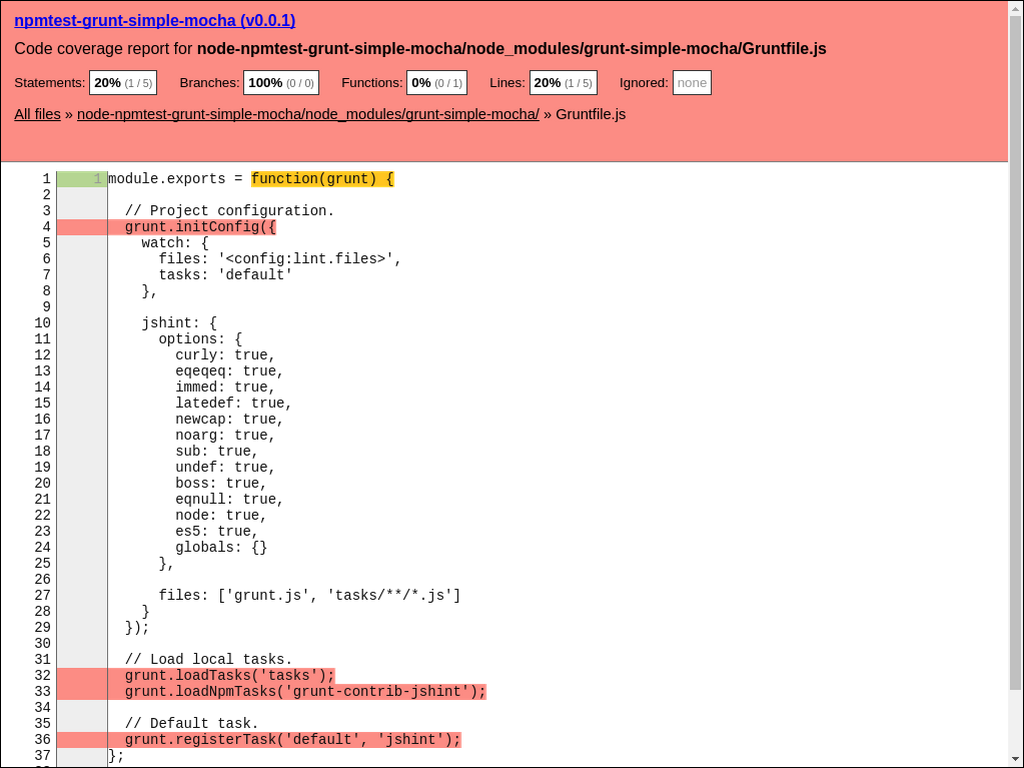 npmtest-grunt-simple-mocha (v0.0.1)
Code coverage report for node-npmtest-grunt-simple-mocha/node_modules/grunt-simple-mocha/Gruntfile.js
Statements: 20% (1 / 5) Branches: 100% (0 / 0) Functions: 0% (0 / 1) Lines: 20% (1 / 5) Ignored: none
All files » node-npmtest-grunt-simple-mocha/node_modules/grunt-simple-mocha/ » Gruntfile.js
1 1 module.exports = function(grunt) {
2
3 // Project configuration.
4 grunt.initConfig({
5 watch: {
6 files: '<config:lint.files>',
7 tasks: 'default'
8 },
9
10 jshint: {
11 options: {
12 curly: true,
13 eqeqeq: true,
14 immed: true,
15 latedef: true,
16 newcap: true,
17 noarg: true,
18 sub: true,
19 undef: true,
20 boss: true,
21 eqnull: true,
22 node: true,
23 es5: true,
24 globals: {}
25 },
26
27 files: ['grunt.js', 'tasks/**/*.js']
28 }
29 });
30
31 // Load local tasks.
32 grunt.loadTasks('tasks');
33 grunt.loadNpmTasks('grunt-contrib-jshint');
34
35 // Default task.
36 grunt.registerTask('default', 'jshint');
37 };